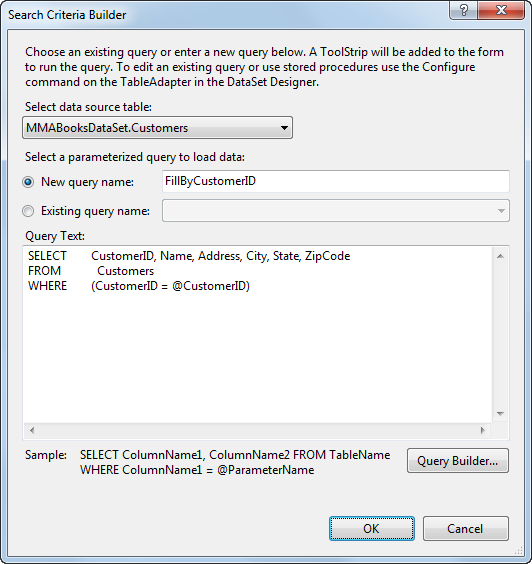 Search Criteria Builder
Choose an existing query or enter a new query below. A ToolStrip will be added to the form
to run the query. To edit an existing query or use stored procedures use the Configure
command on the TableAdapter in the DataSet Designer.
Select data source table:
MMABooksDataSet.Customers
Select a parameterized query to load data:
New query name: FillByCustomerID
Existing query name:
Query Text:
SELECT CustomerID, Name, Address, City, State, ZipCode
FROM Customers
WHERE (CustomerID = @CustomerID)
Sample: SELECT ColumnName1, ColumnName2 FROM TableName
WHERE ColumnName1 = @ParameterName
Query Builder...
OK Cancel